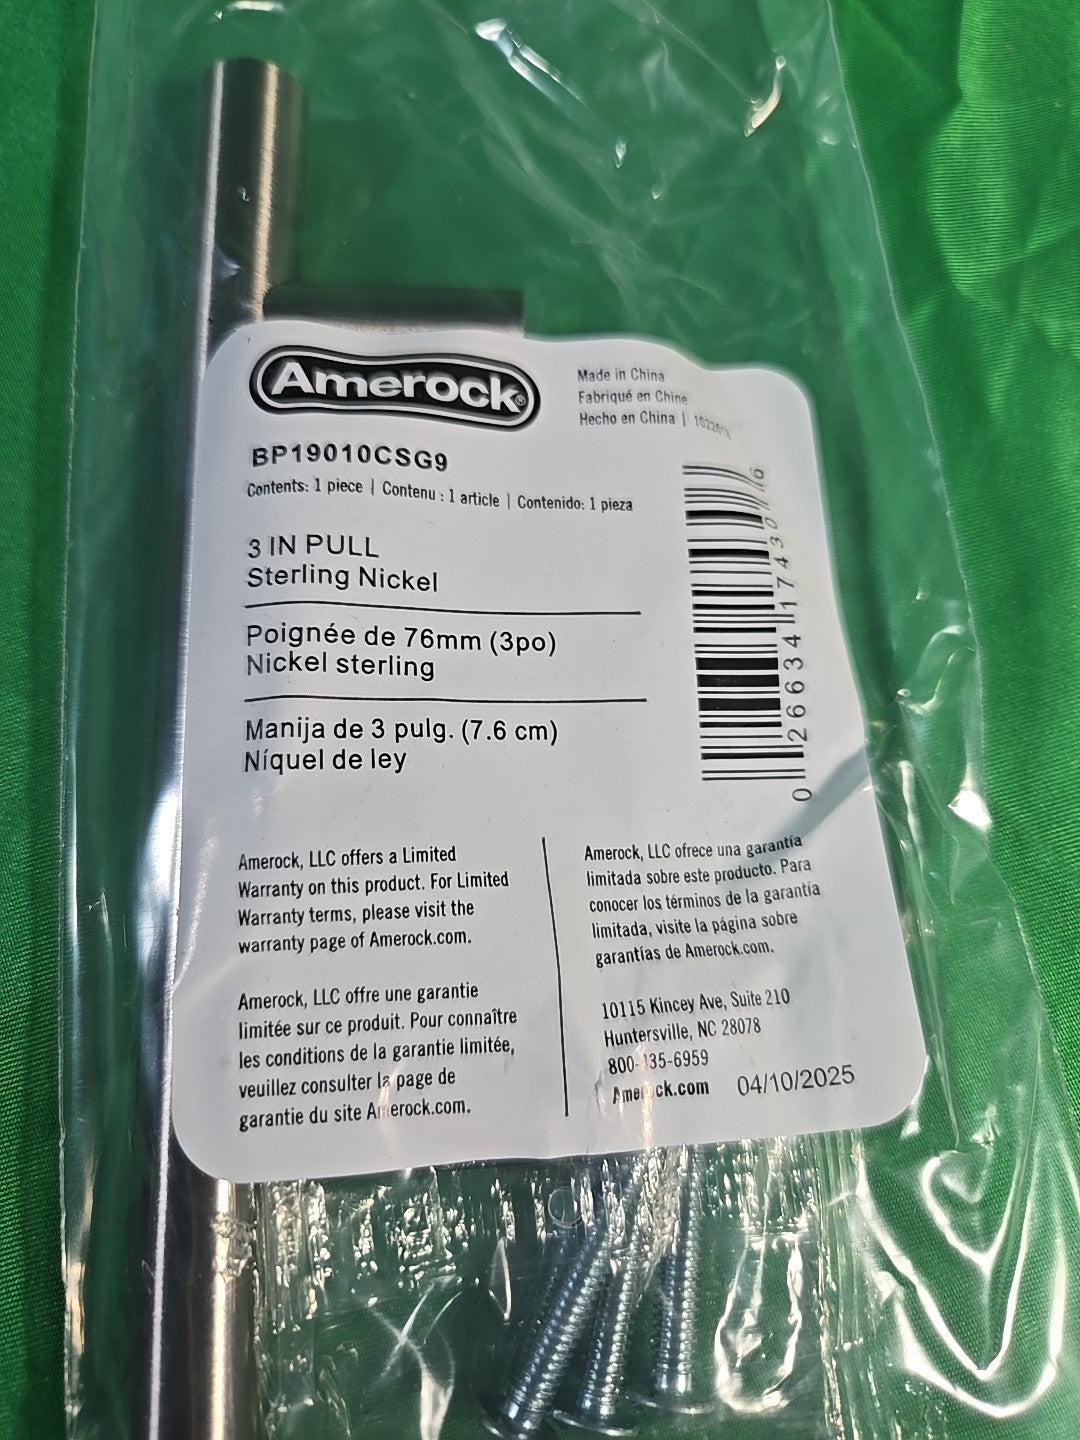 Amerock®
Made in China
Fabriqué en Chine
Hecho en China |
BP19010CSG9
Contents: 1 piece | Contenu : 1 article | Contenido: 1 pieza
3 IN PULL
Sterling Nickel
Poignée de 76mm (3po)
Nickel sterling
Manija de 3 pulg. (7.6 cm)
Níquel de ley
0 26634 17430 6
Amerock, LLC offers a Limited
Warranty on this product. For Limited
Warranty terms, please visit the
warranty page of Amerock.com.
Amerock, LLC offre une garantie
limitée sur ce produit. Pour connaître
les conditions de la garantie limitée,
veuillez consulter la page de
garantie du site Amerock.com.
Amerock, LLC ofrece una garantía
limitada sobre este producto. Para
conocer los términos de la garantía
limitada, visite la página sobre
garantías de Amerock.com.
10115 Kincey Ave, Suite 210
Huntersville, NC 28078
Amerock.com 04/10/2025